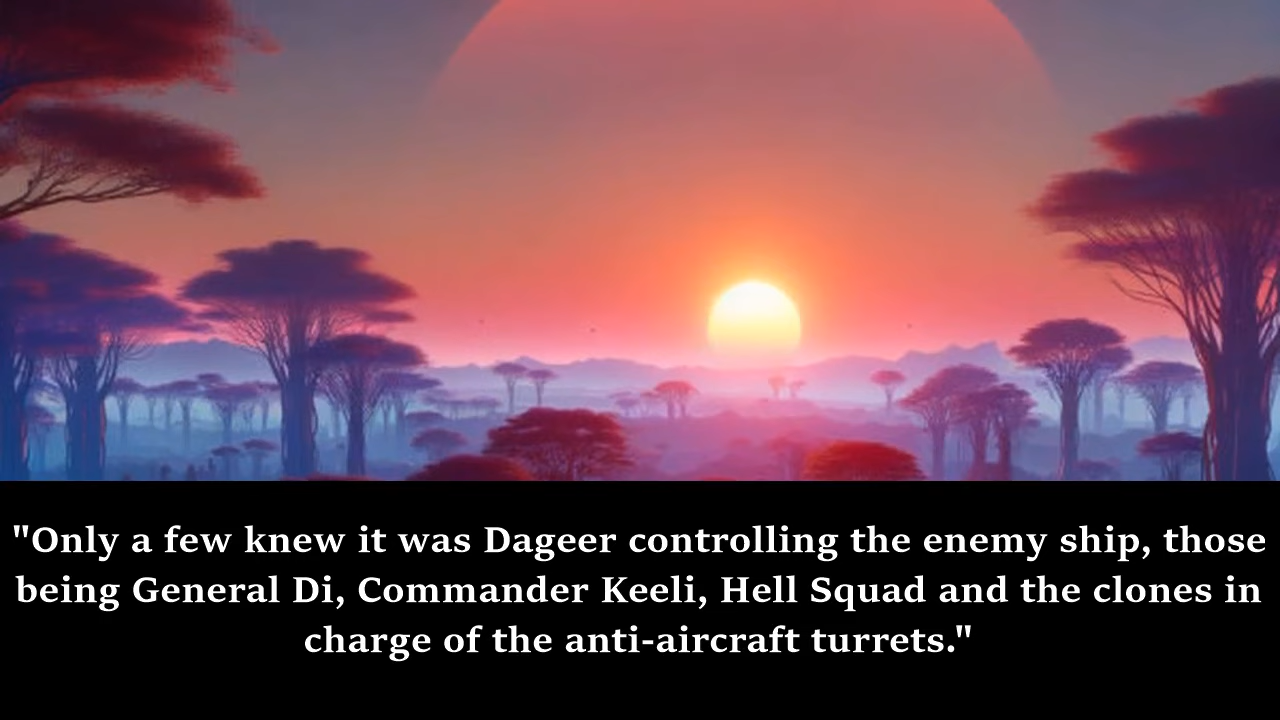 "Only a few knew it was Dageer controlling the enemy ship, those
being General Di, Commander Keeli, Hell Squad and the clones in
charge of the anti-aircraft turrets."